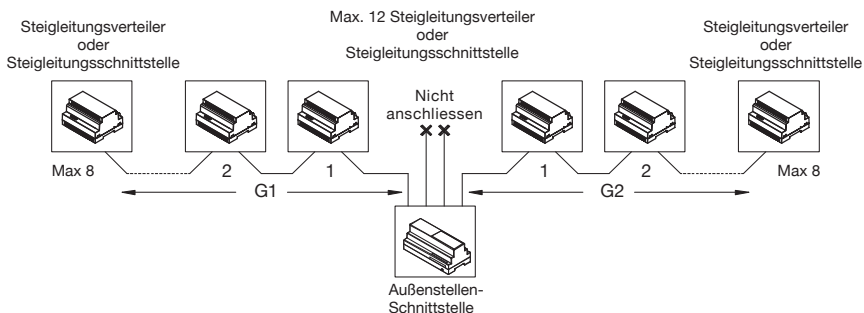 Steigleitungsverteiler
oder
Steigleitungsschnittstelle
Max. 12 Steigleitungsverteiler
oder
Steigleitungsschnittstelle
Steigleitungsverteiler
oder
Steigleitungsschnittstelle
Nicht
anschliessen
Max 8
2
1
1
2
Max 8
G1
G2
Außenstellen-
Schnittstelle